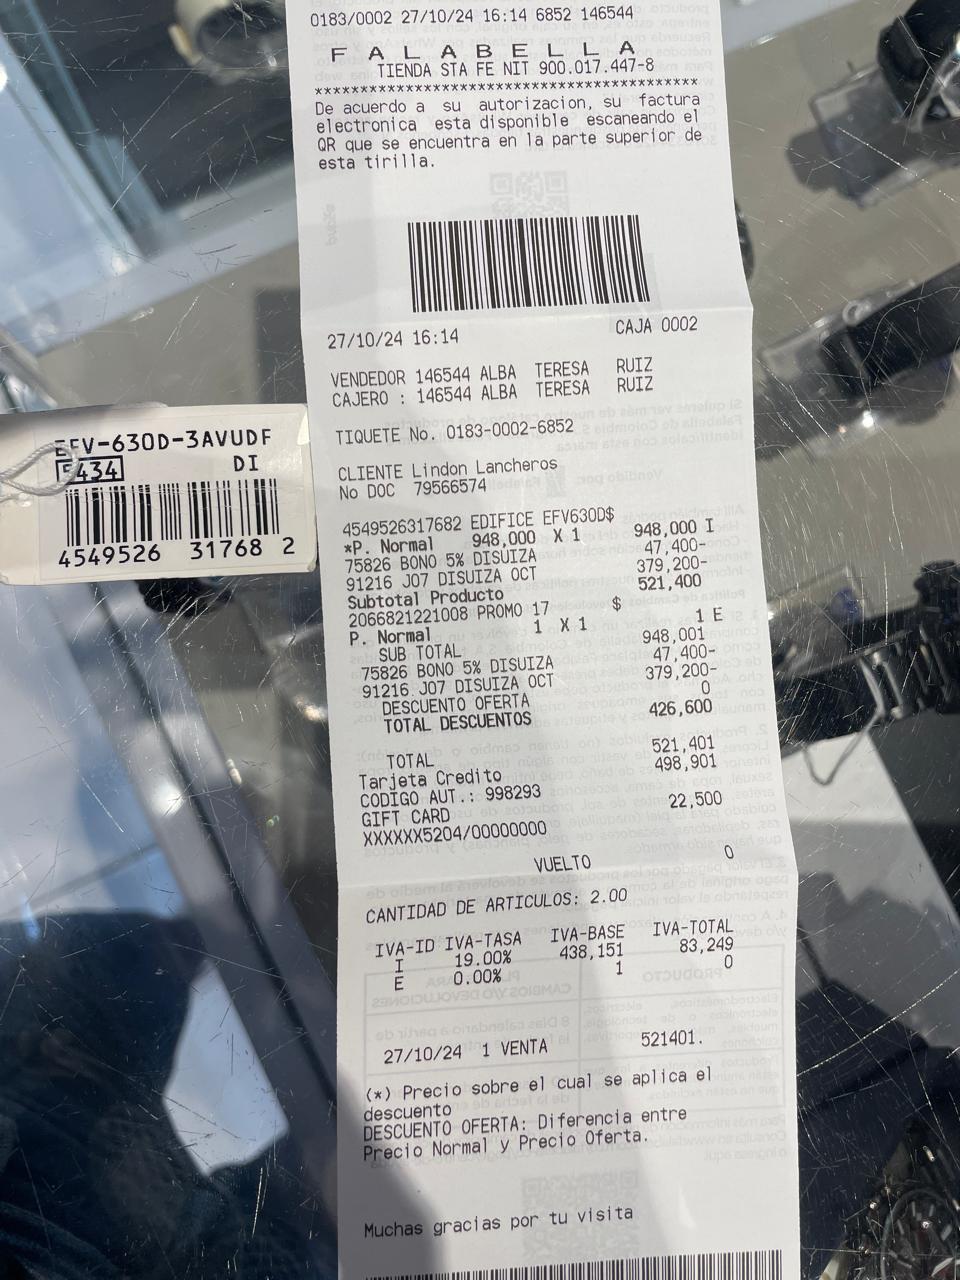 0183/0002 27/10/24 16:14 6852 146544
F A L A B E L L A
TIENDA STA FE NIT 900.017.447-8
******************************************
De acuerdo a su autorizacion, su factura
electronica esta disponible escaneando el
QR que se encuentra en la parte superior de
esta tirilla.
27/10/24 16:14 CAJA 0002
VENDEDOR 146544 ALBA TERESA RUIZ
CAJERO : 146544 ALBA TERESA RUIZ
TIQUETE No. 0183-0002-6852
CLIENTE Lindon Lancheros
No DOC 79566574
4549526317682 EDIFICE EFV630D$
*P. Normal 948,000 X 1 948,000 I
75826 BONO 5% DISUIZA 47,400-
91216 JO7 DISUIZA OCT 379,200-
Subtotal Producto 521,400
2066821221008 PROMO 17 $
P. Normal 1 X 1 1 E
SUB TOTAL 948,001
75826 BONO 5% DISUIZA 47,400-
91216 JO7 DISUIZA OCT 379,200-
DESCUENTO OFERTA 0
TOTAL DESCUENTOS 426,600
TOTAL 521,401
Tarjeta Credito 498,901
CODIGO AUT.: 998293
GIFT CARD 22,500
XXXXXX5204/00000000
VUELTO 0
CANTIDAD DE ARTICULOS: 2.00
IVA-ID IVA-TASA IVA-BASE IVA-TOTAL
I 19.00% 438,151 83,249
E 0.00% 1 0
27/10/24 1 VENTA 521401.
(*) Precio sobre el cual se aplica el
descuento
DESCUENTO OFERTA: Diferencia entre
Precio Normal y Precio Oferta.
Muchas gracias por tu visita
EFV-630D-3AVUDF
5434 DI
4549526 31768 2